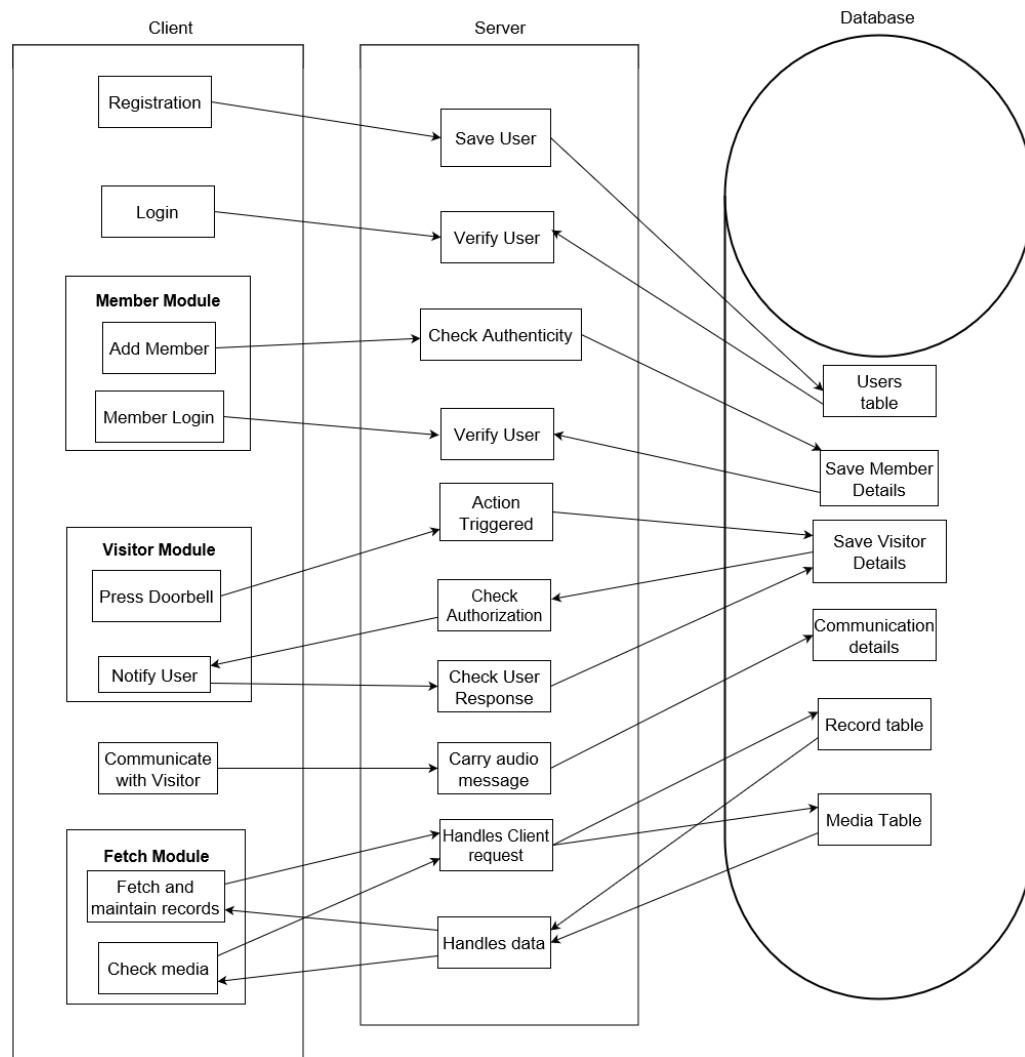 Client
Server
Database
Registration
Save User
Login
Verify User
Member Module
Add Member
Check Authenticity
Users
table
Member Login
Verify User
Save Member
Details
Action
Triggered
Visitor Module
Press Doorbell
Save Visitor
Details
Check
Authorization
Communication
details
Notify User
Check User
Response
Record table
Communicate
with Visitor
Carry audio
message
Media Table
Handles Client
request
Fetch Module
Fetch and
maintain records
Handles data
Check media